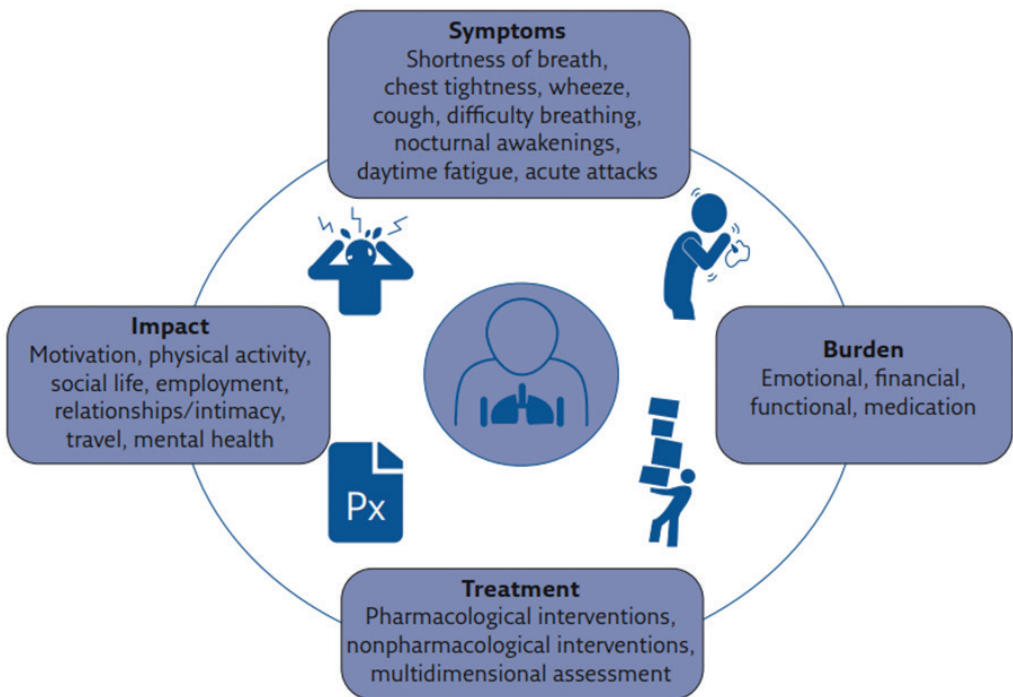 Symptoms
Shortness of breath,
chest tightness, wheeze,
cough, difficulty breathing,
nocturnal awakenings,
daytime fatigue, acute attacks
Impact
Motivation, physical activity,
social life, employment,
relationships/intimacy,
travel, mental health
Burden
Emotional, financial,
functional, medication
Px
Treatment
Pharmacological interventions,
nonpharmacological interventions,
multidimensional assessment